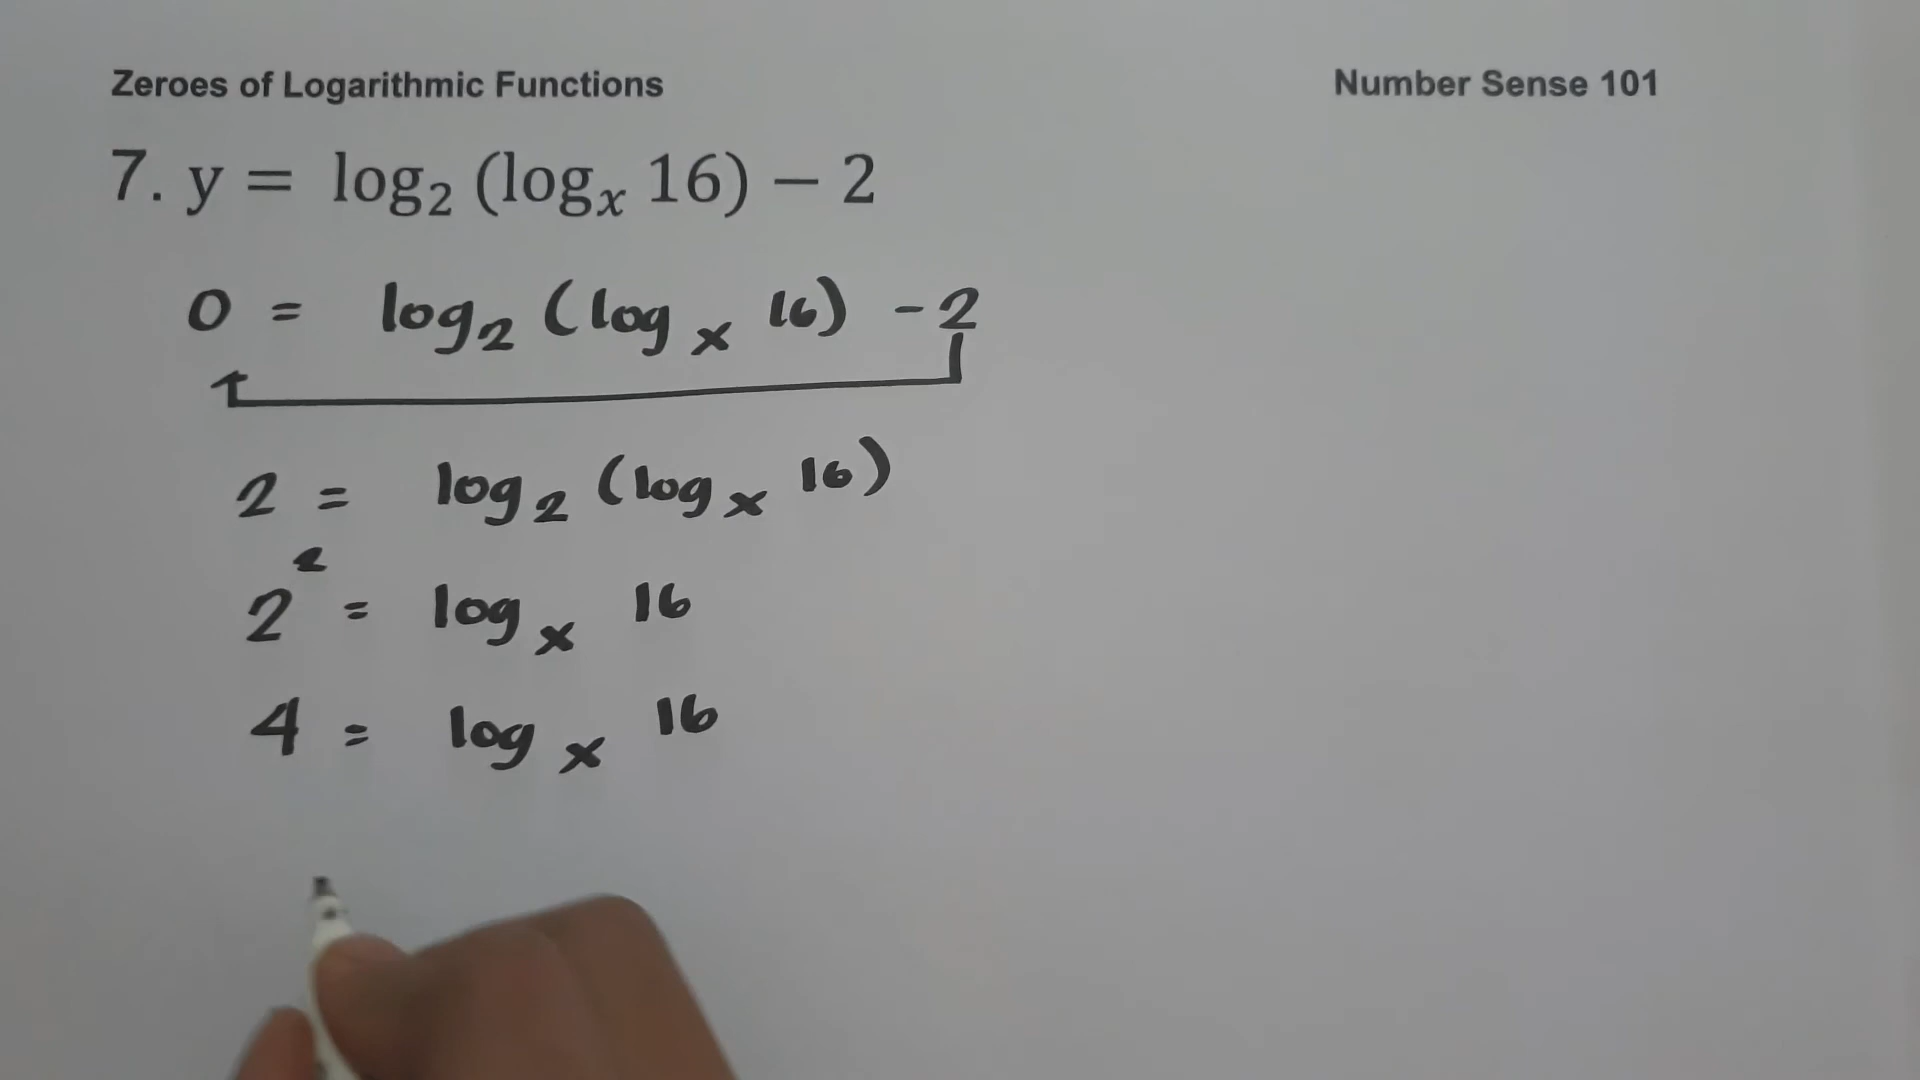 Zeroes of Logarithmic Functions Number Sense 101
7. y = log₂ (logₓ 16) − 2
0 = log₂ (logₓ 16) - 2
2 = log₂ (logₓ 16)
2² = logₓ 16
4 = logₓ 16